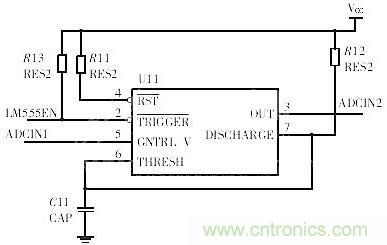 Vcc
R13
RES2
R11
RES2
R12
RES2
U11
4
RST
LM555EN
2
TRIGGER
OUT
3
ADCIN2
ADCIN1
5
GNTRL V
DISCHARGE
7
6
THRESH
C11
CAP
www.cntronics.com